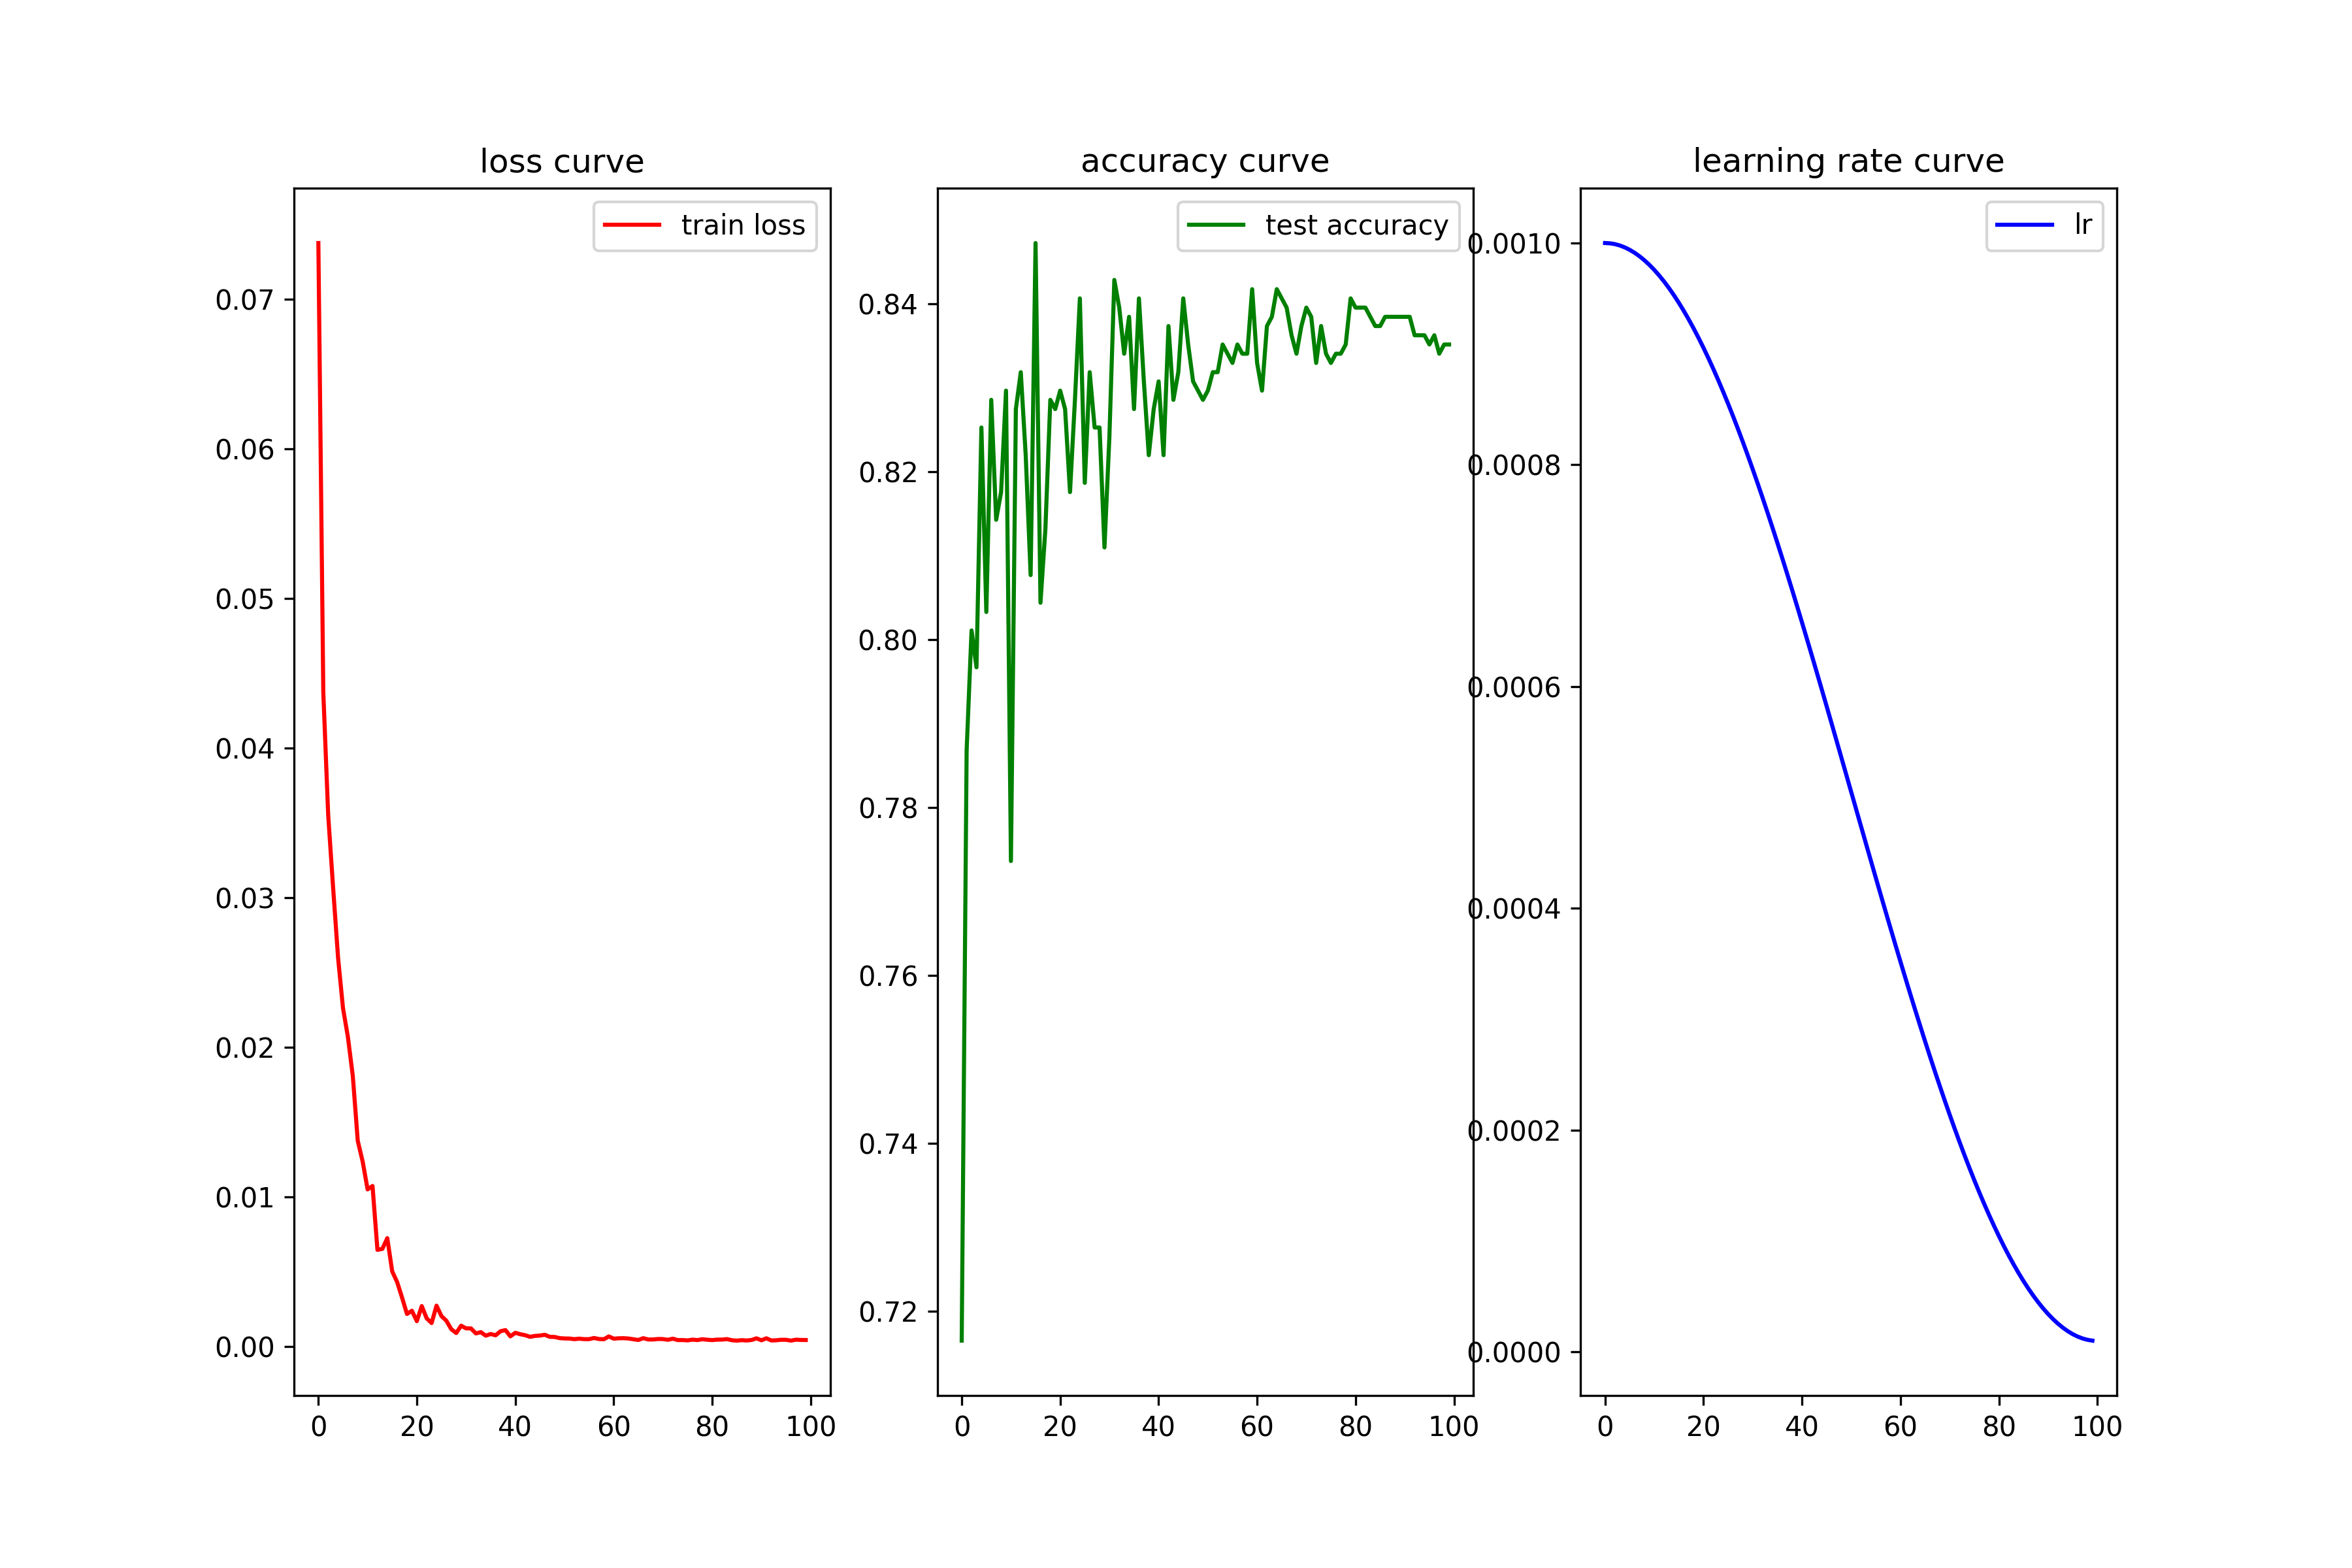 loss curve
train loss
0.07
0.06
0.05
0.04
0.03
0.02
0.01
0.00
0 20 40 60 80 100
accuracy curve
test accuracy
0.84
0.82
0.80
0.78
0.76
0.74
0.72
0 20 40 60 80 100
learning rate curve
lr
0.0010
0.0008
0.0006
0.0004
0.0002
0.0000
0 20 40 60 80 100